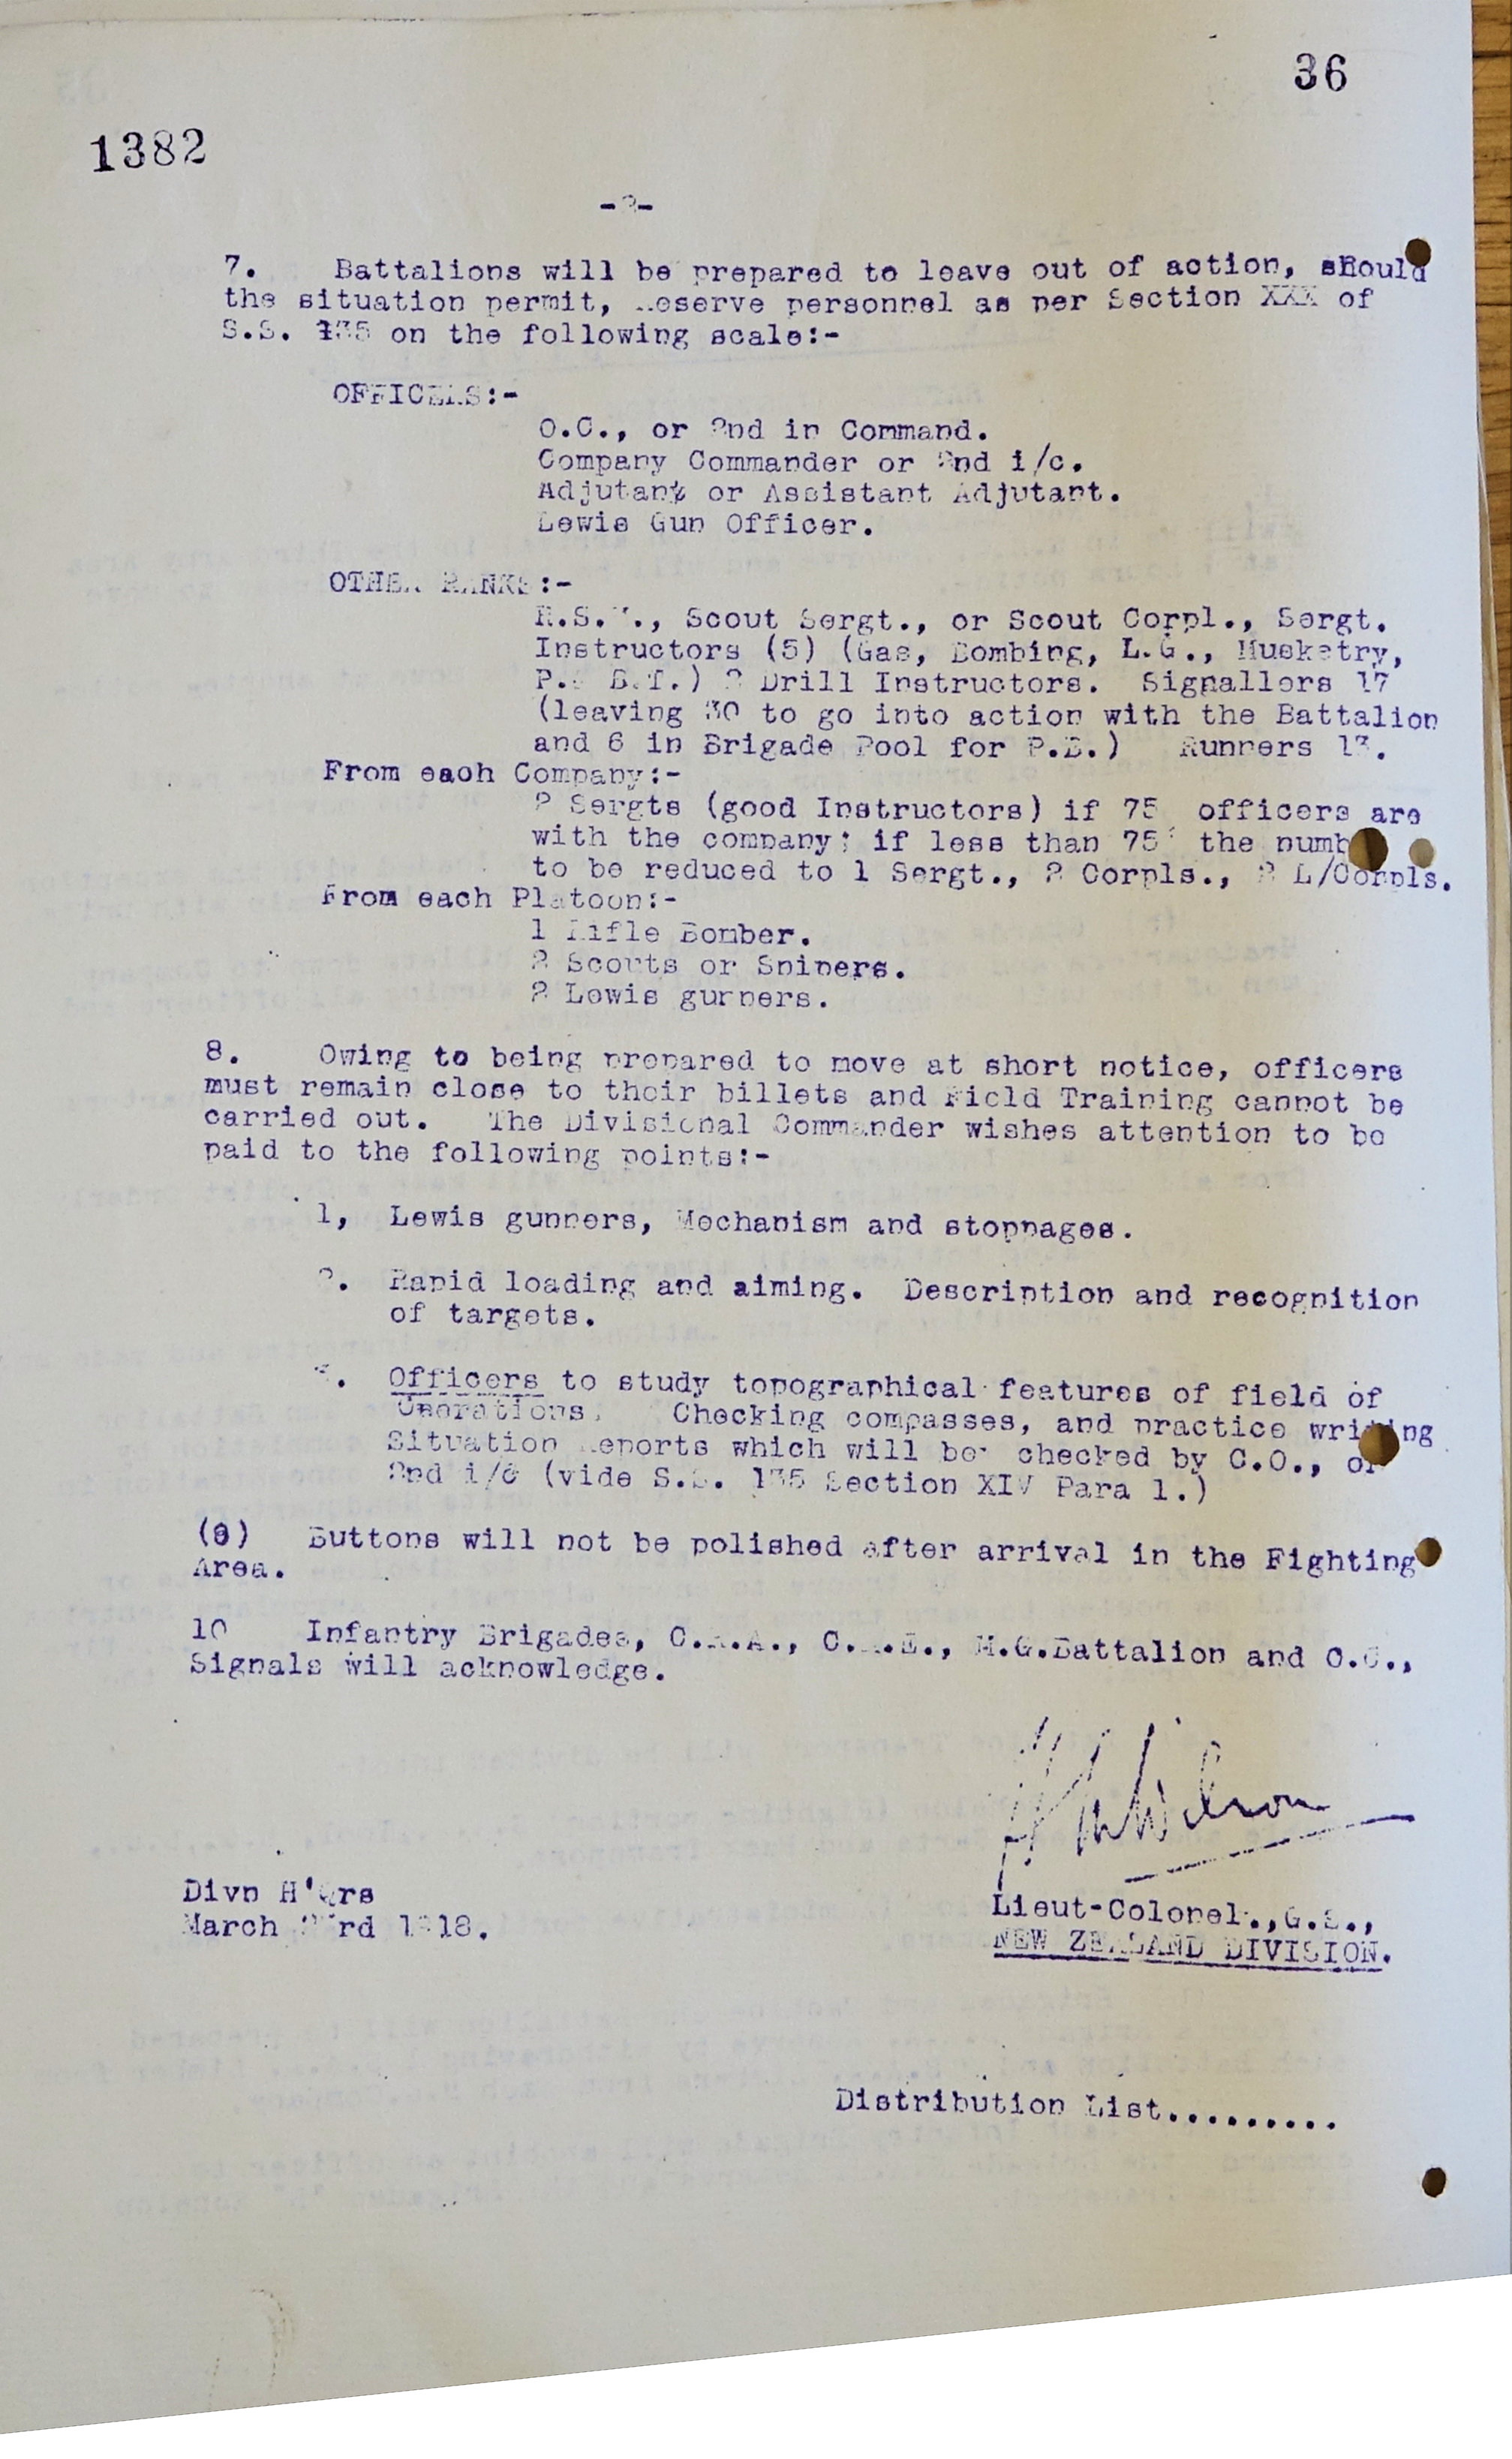 36
1382
7. Battalions will be prepared to leave out of action, should
the situation permit, Reserve personnel as per Section XXX of
S.S. 135 on the following scale:-
OFFICERS:-
O.C., or 2nd in Command.
Company Commander or 2nd i/c.
Adjutant or Assistant Adjutant.
Lewis Gun Officer.
OTHER RANKS:-
R.S.M., Scout Sergt., or Scout Corpl., Sergt.
Instructors (5) (Gas, Bombing, L.G., Musketry,
P.& B.T.) 2 Drill Instructors. Signallers 17
(leaving 30 to go into action with the Battalion
and 6 in Brigade Pool for P.B.) Runners 13.
From each Company:-
2 Sergts (good Instructors) if 75 officers are
with the company; if less than 75 the number
to be reduced to 1 Sergt., 2 Corpls., 2 L/Corpls.
From each Platoon:-
1 Rifle Bomber.
2 Scouts or Snipers.
2 Lewis gunners.
8. Owing to being prepared to move at short notice, officers
must remain close to their billets and Field Training cannot be
carried out. The Divisional Commander wishes attention to be
paid to the following points:-
1, Lewis gunners, Mechanism and stoppages.
2. Rapid loading and aiming. Description and recognition
of targets.
3. Officers to study topographical features of field of
Operations. Checking compasses, and practice writing
Situation Reports which will be checked by C.O., or
2nd i/c (vide S.S. 135 Section XIV Para 1.)
(9) Buttons will not be polished after arrival in the Fighting
Area.
10 Infantry Brigades, C.R.A., C.R.E., M.G.Battalion and O.C.,
Signals will acknowledge.
Wilson
Divn H'Qrs
March 23rd 1918.
Lieut-Colonel.,G.S.,
NEW ZEALAND DIVISION.
Distribution List.........